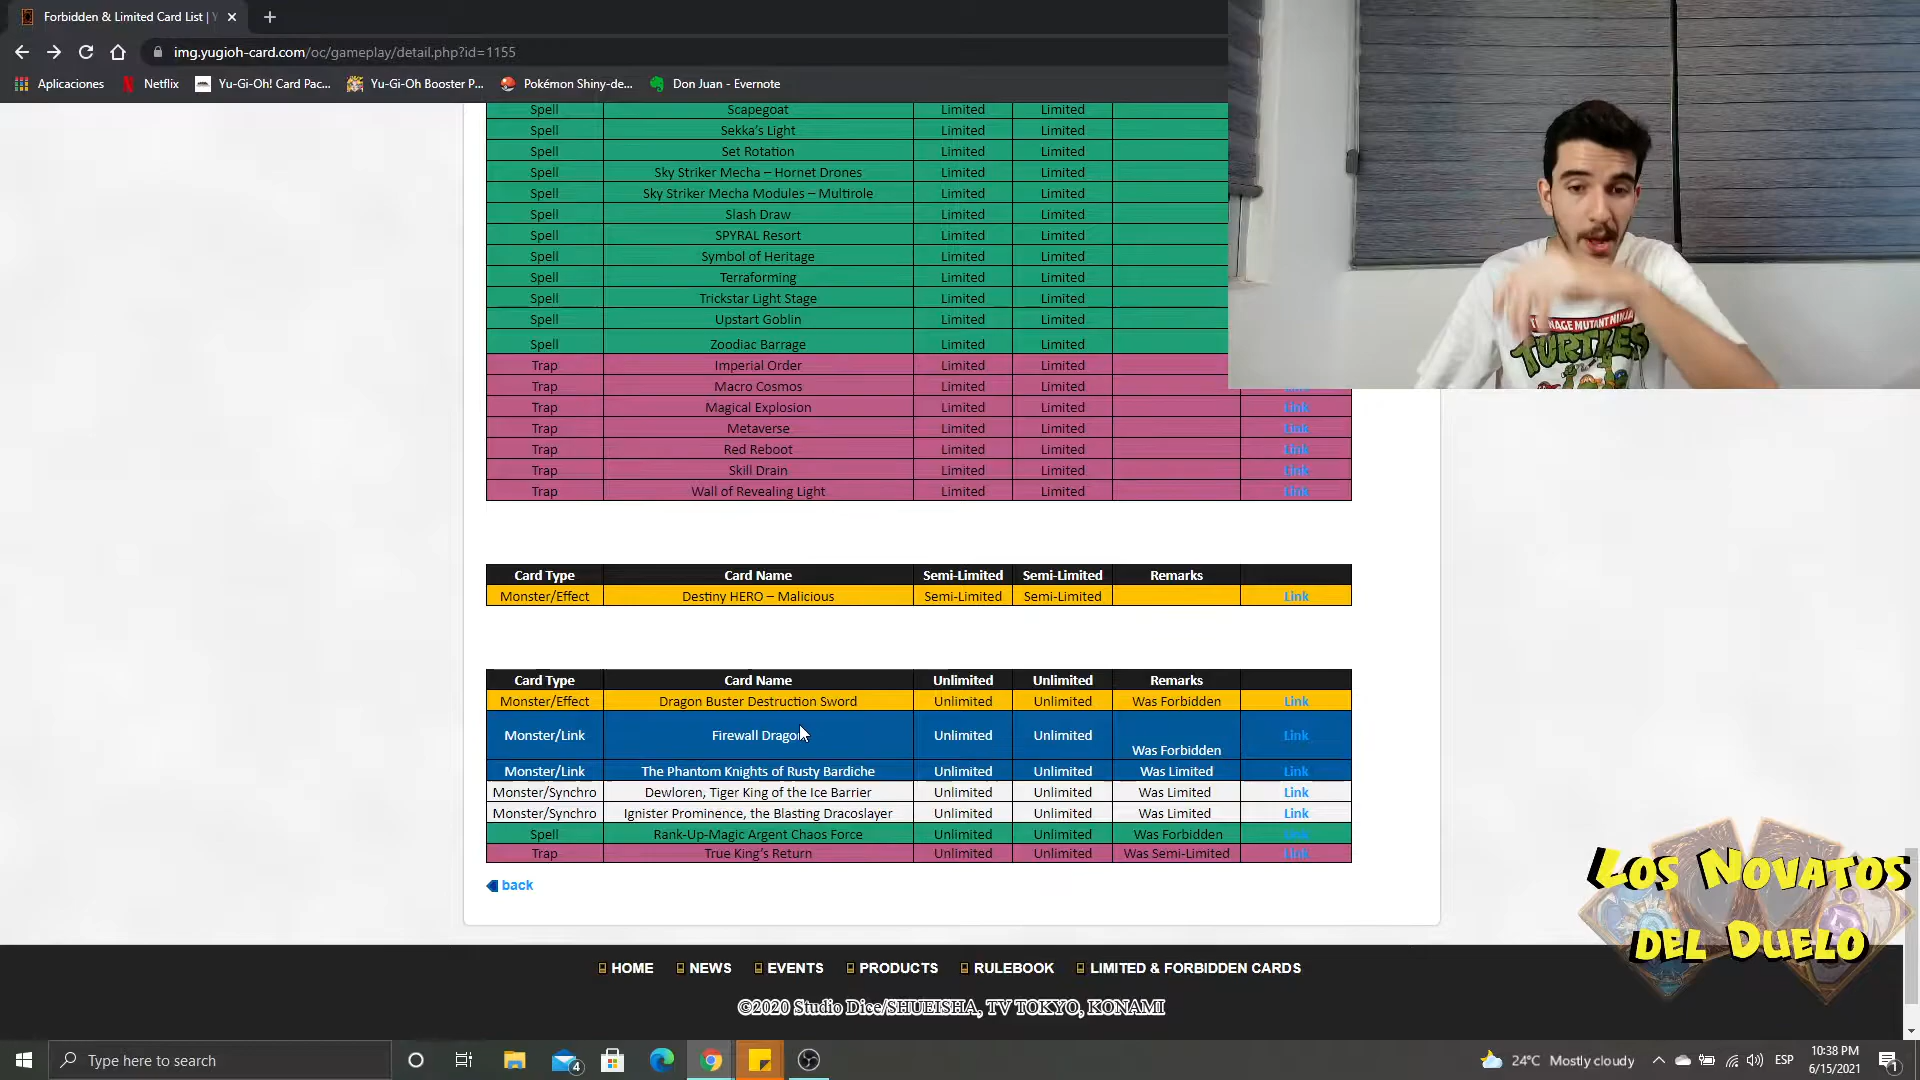 Forbidden & Limited Card List | Y
img.yugioh-card.com/oc/gameplay/detail.php?id=1155
Aplicaciones Netflix Yu-Gi-Oh! Card Pac... Yu-Gi-Oh Booster P... Pokémon Shiny-de... Don Juan - Evernote
Spell Scapegoat Limited Limited
Spell Sekka's Light Limited Limited
Spell Set Rotation Limited Limited
Spell Sky Striker Mecha – Hornet Drones Limited Limited
Spell Sky Striker Mecha Modules – Multirole Limited Limited
Spell Slash Draw Limited Limited
Spell SPYRAL Resort Limited Limited
Spell Symbol of Heritage Limited Limited
Spell Terraforming Limited Limited
Spell Trickstar Light Stage Limited Limited
Spell Upstart Goblin Limited Limited
Spell Zoodiac Barrage Limited Limited
Trap Imperial Order Limited Limited
Trap Macro Cosmos Limited Limited
Trap Magical Explosion Limited Limited Link
Trap Metaverse Limited Limited Link
Trap Red Reboot Limited Limited Link
Trap Skill Drain Limited Limited Link
Trap Wall of Revealing Light Limited Limited Link
TEENAGE MUTANT NINJA
TURTLES
Card Type Card Name Semi-Limited Semi-Limited Remarks
Monster/Effect Destiny HERO – Malicious Semi-Limited Semi-Limited Link
Card Type Card Name Unlimited Unlimited Remarks
Monster/Effect Dragon Buster Destruction Sword Unlimited Unlimited Was Forbidden Link
Monster/Link Firewall Dragon Unlimited Unlimited Was Forbidden Link
Monster/Link The Phantom Knights of Rusty Bardiche Unlimited Unlimited Was Limited Link
Monster/Synchro Dewloren, Tiger King of the Ice Barrier Unlimited Unlimited Was Limited Link
Monster/Synchro Ignister Prominence, the Blasting Dracoslayer Unlimited Unlimited Was Limited Link
Spell Rank-Up-Magic Argent Chaos Force Unlimited Unlimited Was Forbidden Link
Trap True King's Return Unlimited Unlimited Was Semi-Limited Link
back
LOS NOVATOS
DEL DUELO
HOME NEWS EVENTS PRODUCTS RULEBOOK LIMITED & FORBIDDEN CARDS
©2020 Studio Dice/SHUEISHA, TV TOKYO, KONAMI
Type here to search
4
24°C Mostly cloudy
ESP
10:38 PM
6/15/2021
1